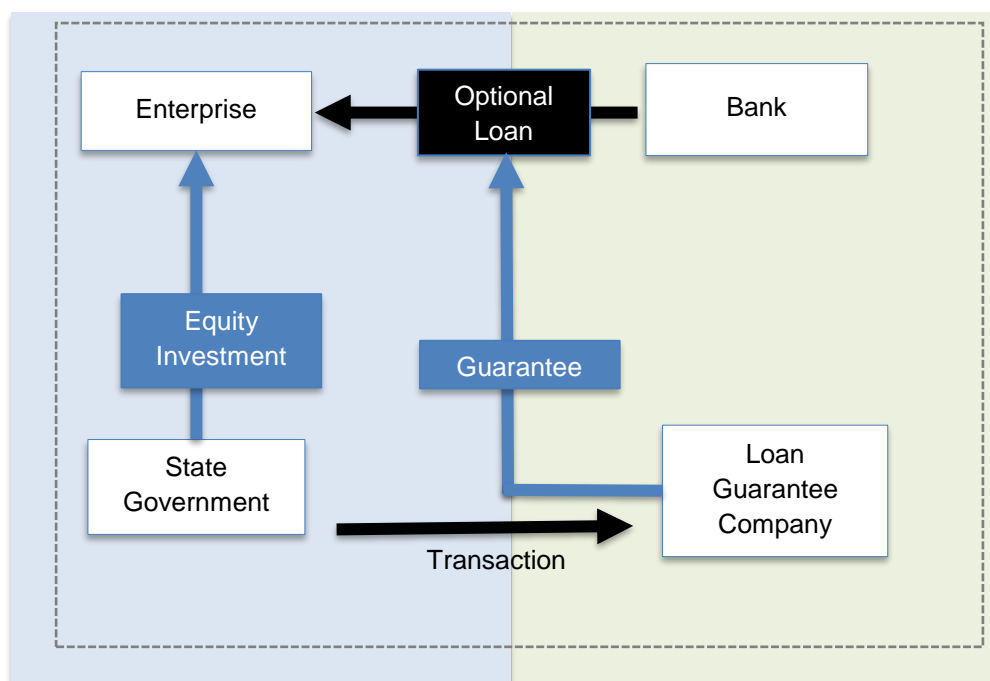 Enterprise
Optional
Loan
Bank
Equity
Investment
Guarantee
State
Government
Loan
Guarantee
Company
Transaction